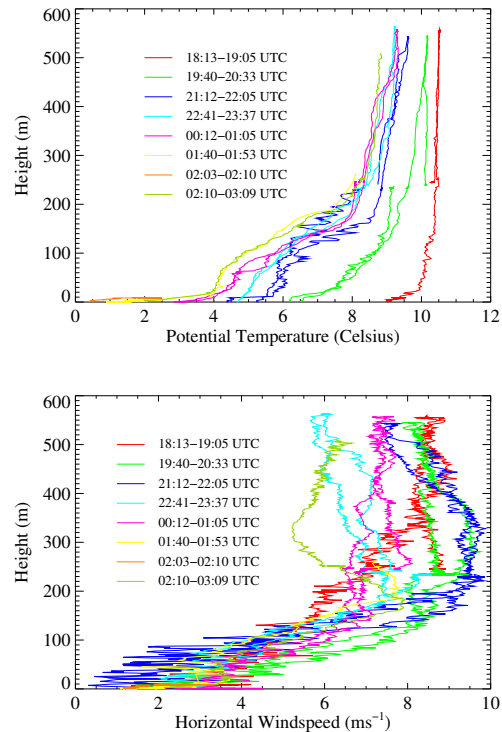 600
500
400
300
200
100
0
Height (m)
18:13−19:05 UTC
19:40−20:33 UTC
21:12−22:05 UTC
22:41−23:37 UTC
00:12−01:05 UTC
01:40−01:53 UTC
02:03−02:10 UTC
02:10−03:09 UTC
0 2 4 6 8 10 12
Potential Temperature (Celsius)
600
500
400
300
200
100
0
Height (m)
18:13−19:05 UTC
19:40−20:33 UTC
21:12−22:05 UTC
22:41−23:37 UTC
00:12−01:05 UTC
01:40−01:53 UTC
02:03−02:10 UTC
02:10−03:09 UTC
0 2 4 6 8 10
Horizontal Windspeed (ms⁻¹)